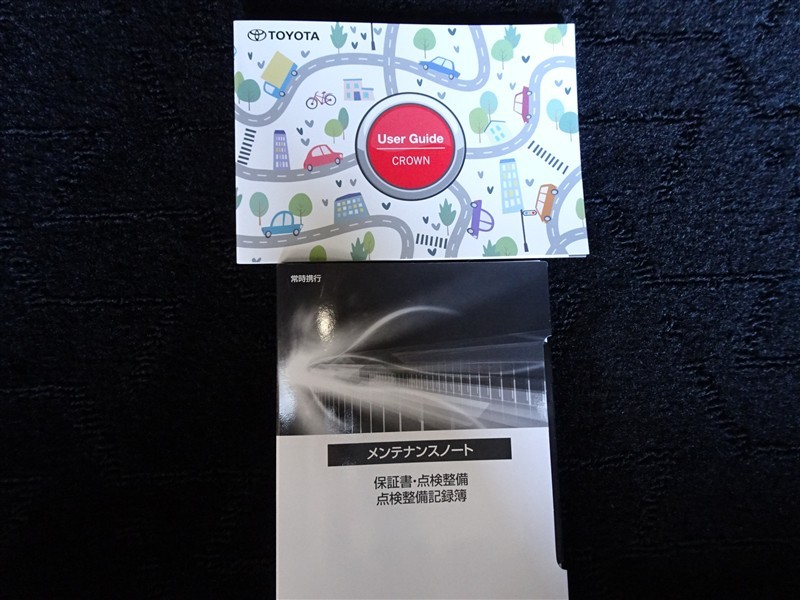 TOYOTA
User Guide
CROWN
常時携行
メンテナンスノート
保証書・点検整備
点検整備記録簿